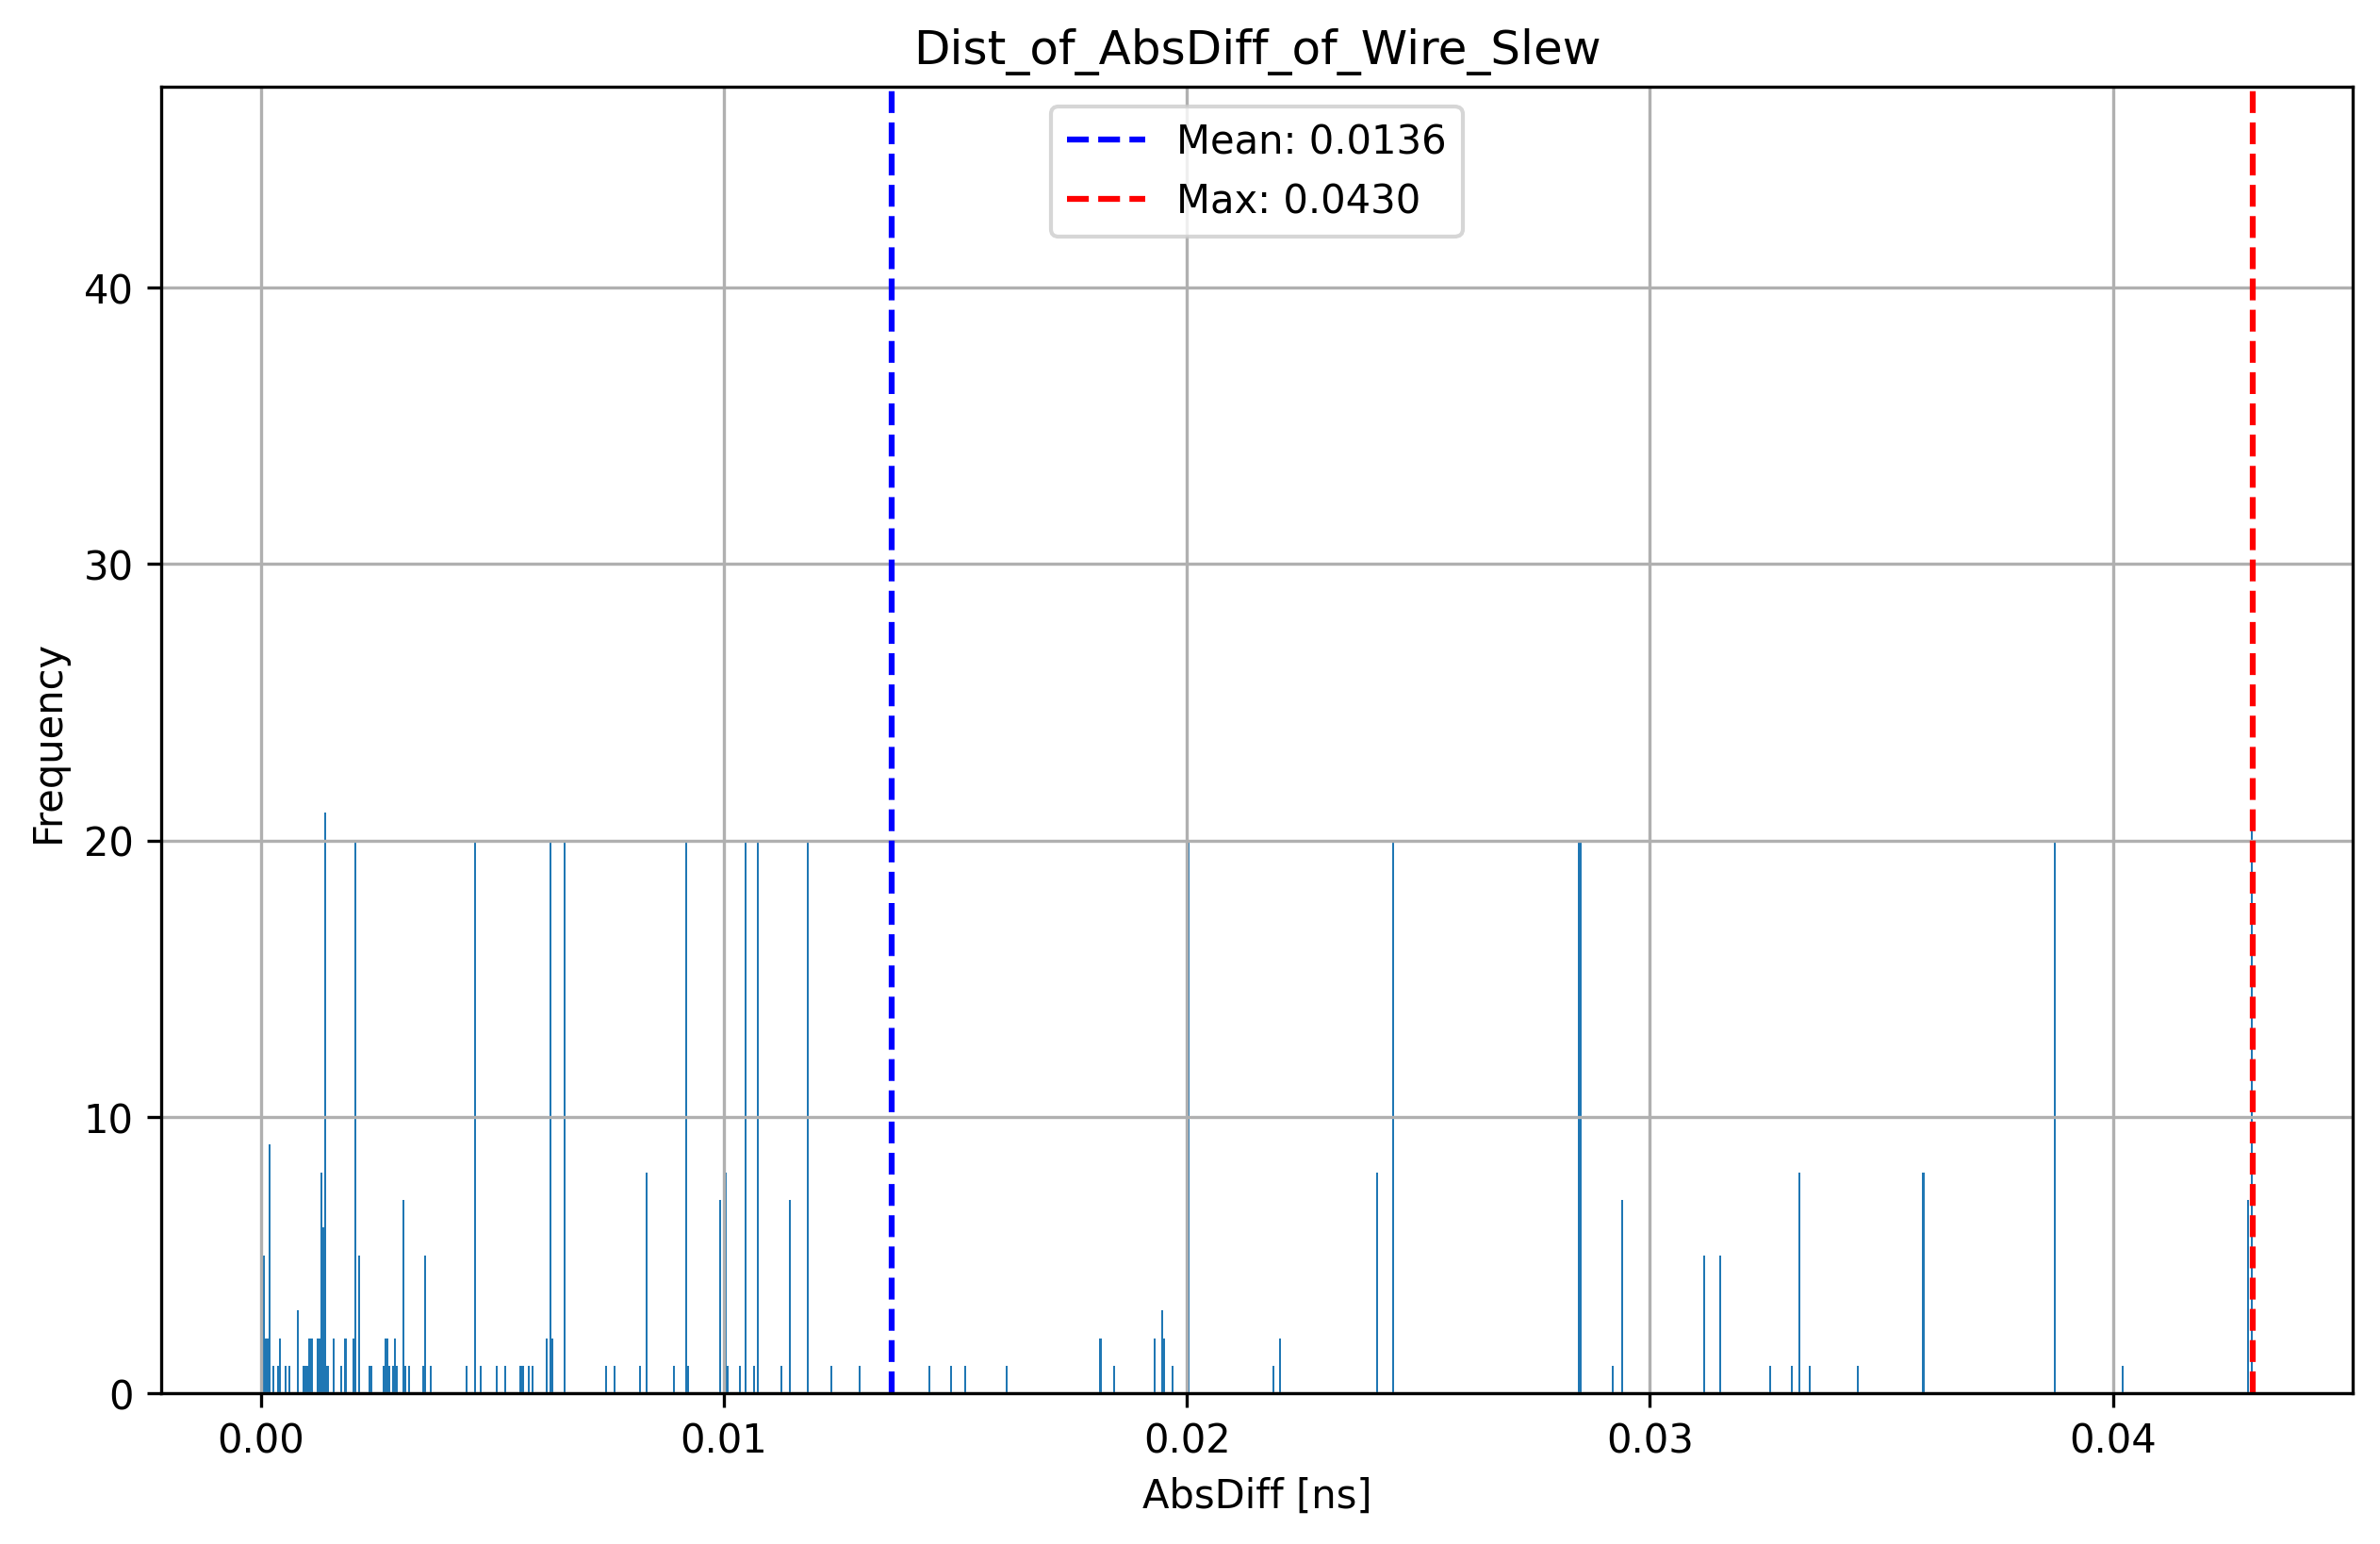 Dist_of_AbsDiff_of_Wire_Slew
Mean: 0.0136
Max: 0.0430
Frequency
40
30
20
10
0
0.00 0.01 0.02 0.03 0.04
AbsDiff [ns]